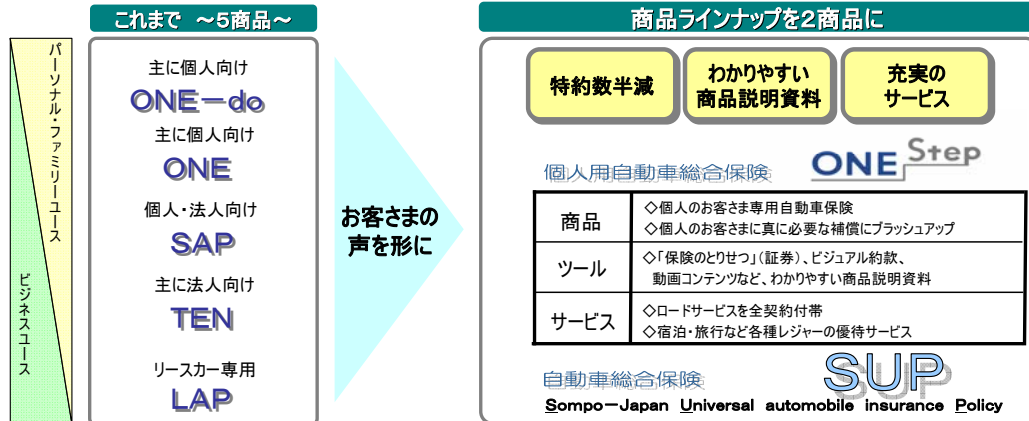 これまで ～5商品～
パーソナル・ファミリーユース
ビジネスユース
主に個人向け
ONE－do
主に個人向け
ONE
個人・法人向け
SAP
主に法人向け
TEN
リースカー専用
LAP
お客さまの
声を形に
商品ラインナップを2商品に
特約数半減
わかりやすい
商品説明資料
充実の
サービス
個人用自動車総合保険
ONE Step
商品
◇個人のお客さま専用自動車保険
◇個人のお客さまに真に必要な補償にブラッシュアップ
ツール
◇「保険のとりせつ」（証券）、ビジュアル約款、
動画コンテンツなど、わかりやすい商品説明資料
サービス
◇ロードサービスを全契約付帯
◇宿泊・旅行など各種レジャーの優待サービス
自動車総合保険
SUP
Sompo－Japan Universal automobile insurance Policy